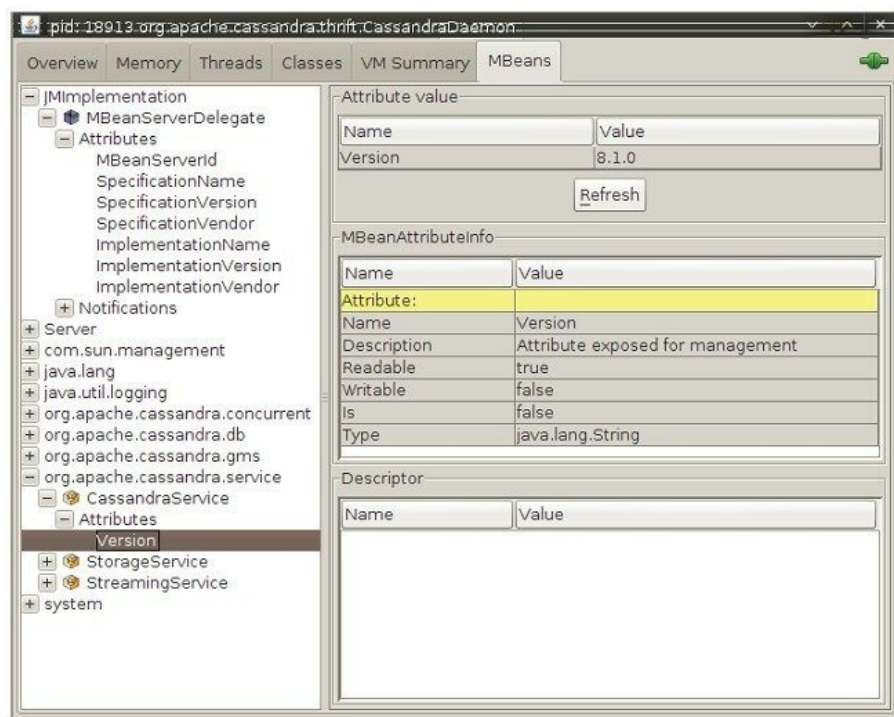 pid: 18913 org.apache.cassandra.thrift.CassandraDaemon
Overview Memory Threads Classes VM Summary MBeans
JMImplementation
MBeanServerDelegate
Attributes
MBeanServerId
SpecificationName
SpecificationVersion
SpecificationVendor
ImplementationName
ImplementationVersion
ImplementationVendor
Notifications
Server
com.sun.management
java.lang
java.util.logging
org.apache.cassandra.concurrent
org.apache.cassandra.db
org.apache.cassandra.gms
org.apache.cassandra.service
CassandraService
Attributes
Version
StorageService
StreamingService
system
Attribute value
Name Value
Version 8.1.0
Refresh
MBeanAttributeInfo
Name Value
Attribute:
Name Version
Description Attribute exposed for management
Readable true
Writable false
Is false
Type java.lang.String
Descriptor
Name Value